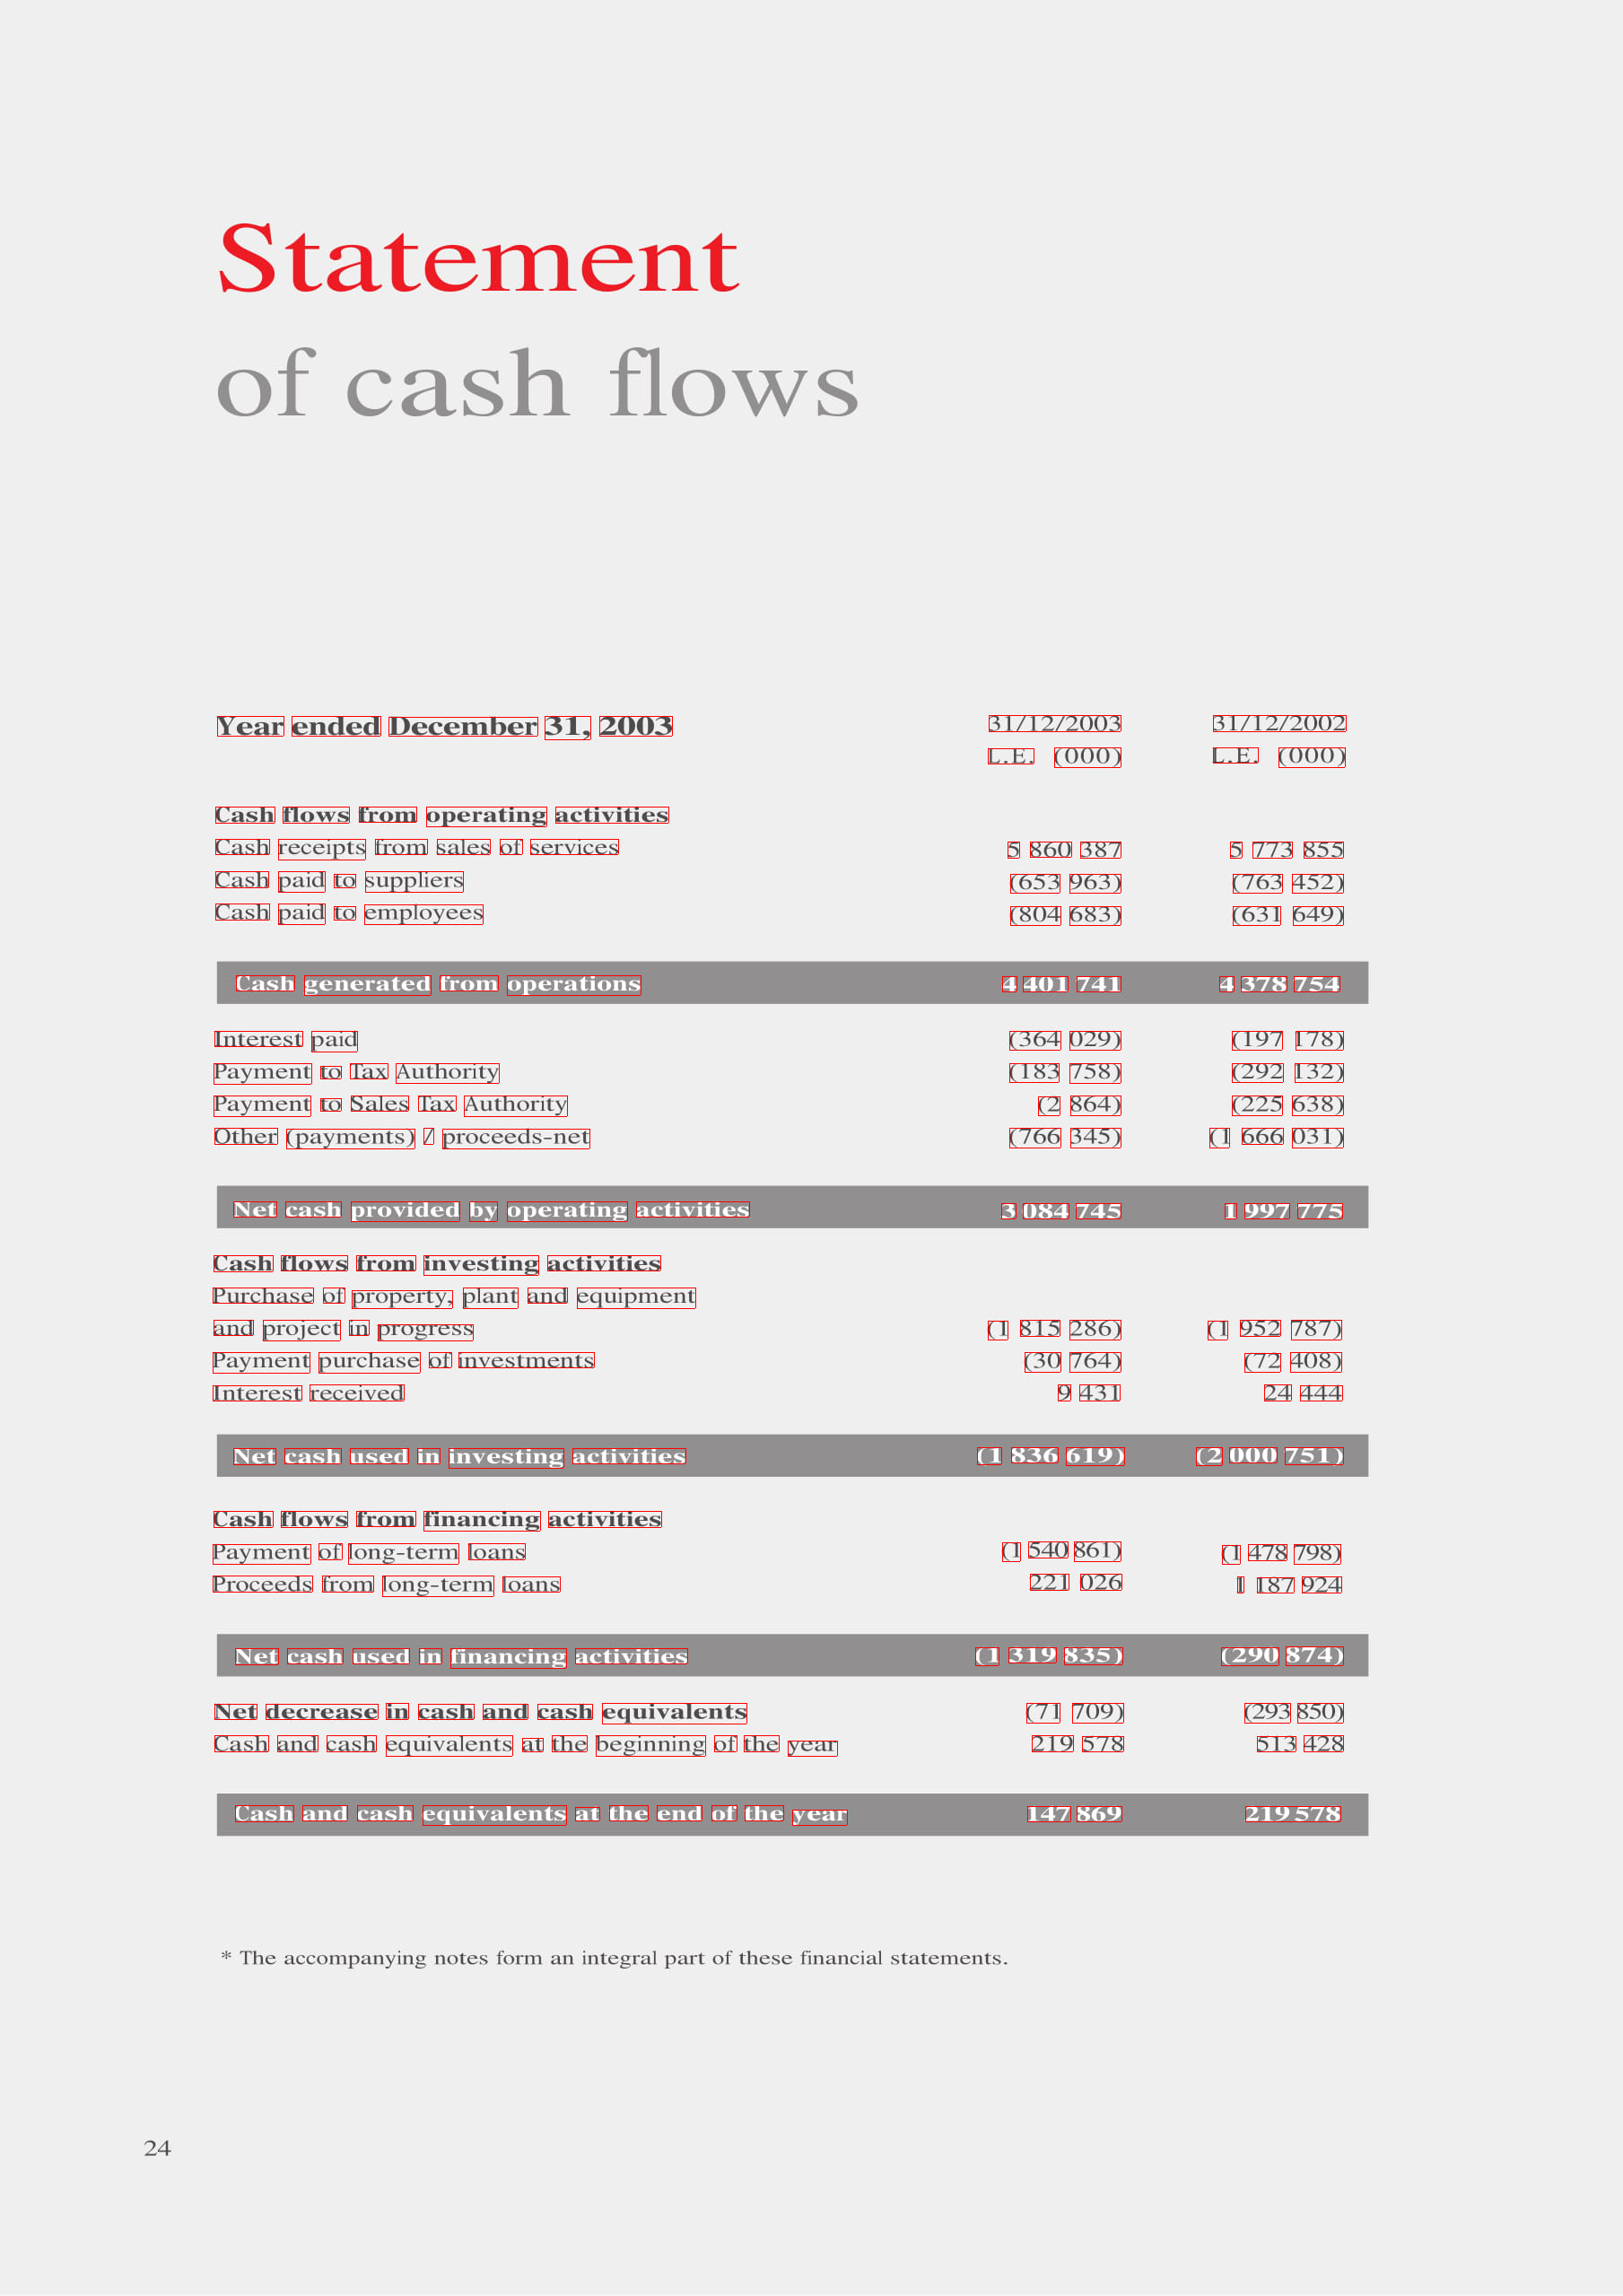 Statement
of cash flows
Year ended December 31, 2003 31/12/2003 31/12/2002
L.E. (000) L.E. (000)
Cash flows from operating activities
Cash receipts from sales of services 5 860 387 5 773 855
Cash paid to suppliers (653 963) (763 452)
Cash paid to employees (804 683) (631 649)
Cash generated from operations 4 401 741 4 378 754
Interest paid (364 029) (197 178)
Payment to Tax Authority (183 758) (292 132)
Payment to Sales Tax Authority (2 864) (225 638)
Other (payments) / proceeds-net (766 345) (1 666 031)
Net cash provided by operating activities 3 084 745 1 997 775
Cash flows from investing activities
Purchase of property, plant and equipment
and project in progress (1 815 286) (1 952 787)
Payment purchase of investments (30 764) (72 408)
Interest received 9 431 24 444
Net cash used in investing activities (1 836 619) (2 000 751)
Cash flows from financing activities
Payment of long-term loans (1 540 861) (1 478 798)
Proceeds from long-term loans 221 026 1 187 924
Net cash used in financing activities (1 319 835) (290 874)
Net decrease in cash and cash equivalents (71 709) (293 850)
Cash and cash equivalents at the beginning of the year 219 578 513 428
Cash and cash equivalents at the end of the year 147 869 219 578
* The accompanying notes form an integral part of these financial statements.
24